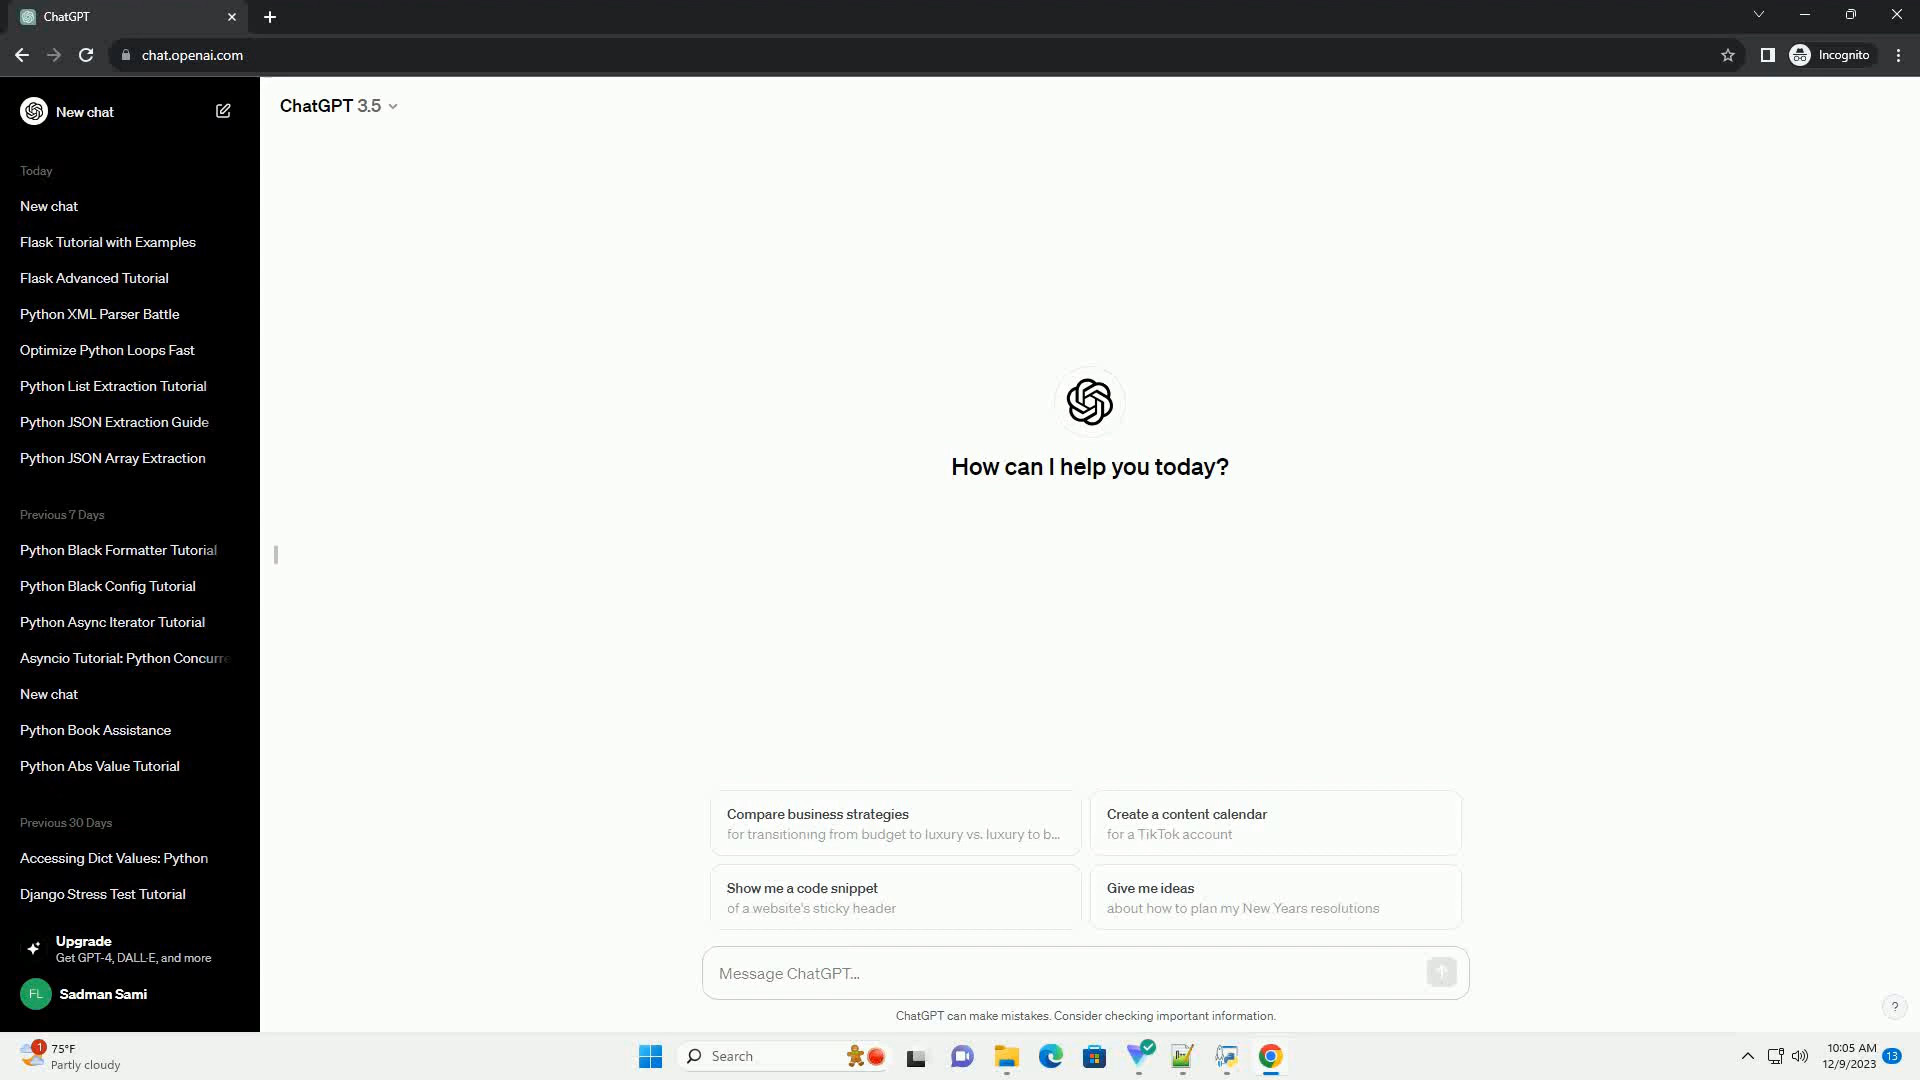 ChatGPT
chat.openai.com
Incognito
New chat
ChatGPT 3.5
Today
New chat
Flask Tutorial with Examples
Flask Advanced Tutorial
Python XML Parser Battle
Optimize Python Loops Fast
Python List Extraction Tutorial
Python JSON Extraction Guide
Python JSON Array Extraction
Previous 7 Days
Python Black Formatter Tutorial
Python Black Config Tutorial
Python Async Iterator Tutorial
Asyncio Tutorial: Python Concurre
New chat
Python Book Assistance
Python Abs Value Tutorial
Previous 30 Days
Accessing Dict Values: Python
Django Stress Test Tutorial
Upgrade
Get GPT-4, DALL·E, and more
FL
Sadman Sami
How can I help you today?
Compare business strategies
for transitioning from budget to luxury vs. luxury to b...
Create a content calendar
for a TikTok account
Show me a code snippet
of a website's sticky header
Give me ideas
about how to plan my New Years resolutions
Message ChatGPT...
ChatGPT can make mistakes. Consider checking important information.
?
1
75°F
Partly cloudy
Search
10:05 AM
12/9/2023
13